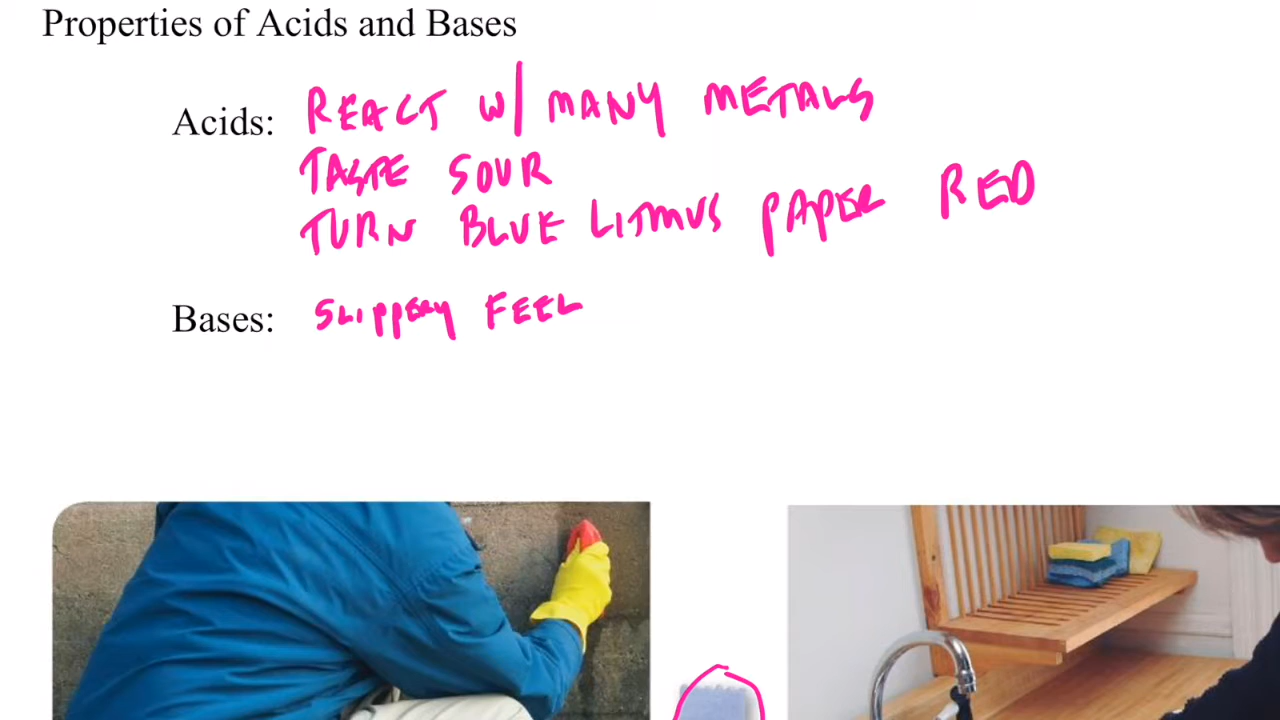 Properties of Acids and Bases
Acids: REACT W/ MANY METALS
TASTE SOUR
TURN BLUE LITMUS PAPER RED
Bases: SLIPPERY FEEL